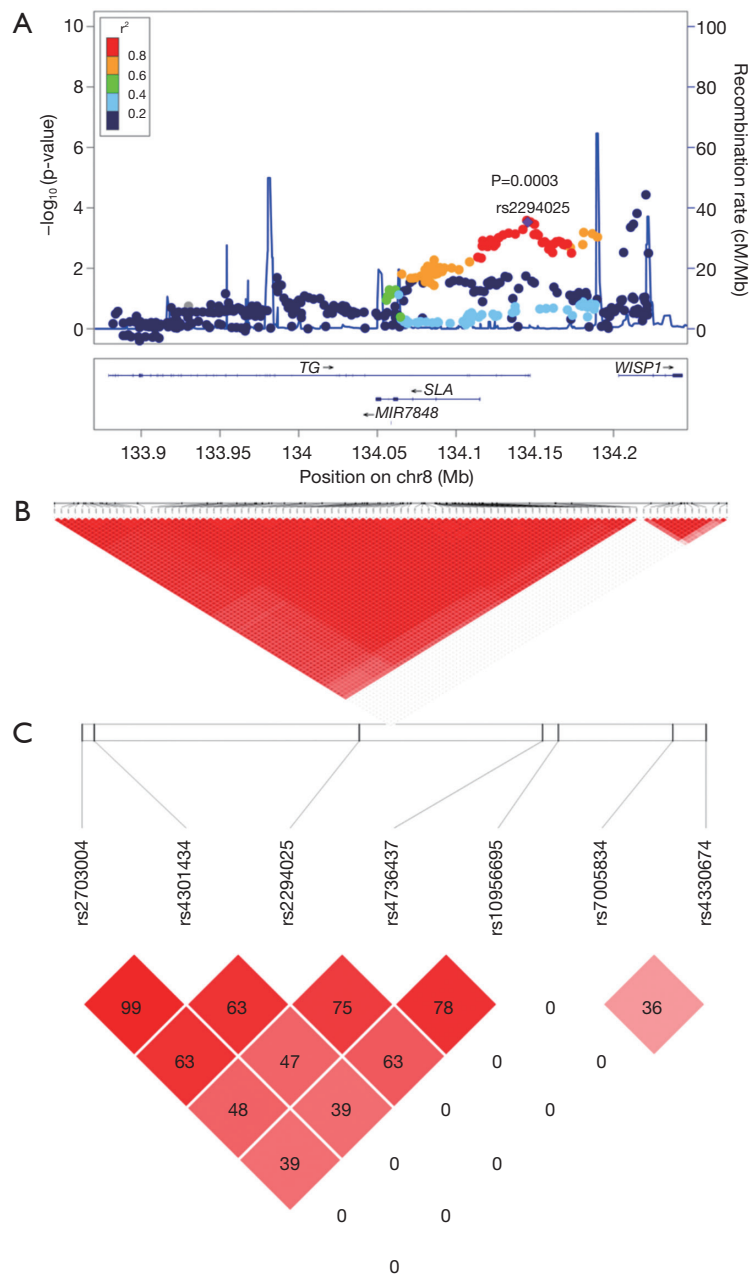 A
r²
0.8
0.6
0.4
0.2
10
8
6
4
2
0
–log₁₀ (p-value)
100
80
60
40
20
0
Recombination rate (cM/Mb)
P=0.0003
rs2294025
TG→
WISP1→
←SLA
←MIR7848
133.9 133.95 134 134.05 134.1 134.15 134.2
Position on chr8 (Mb)
B
C
rs2703004
rs4301434
rs2294025
rs4736437
rs10956695
rs7005834
rs4330674
99 63 75 78 0 36
63 47 63 0 0
48 39 0 0
39 0 0
0 0
0